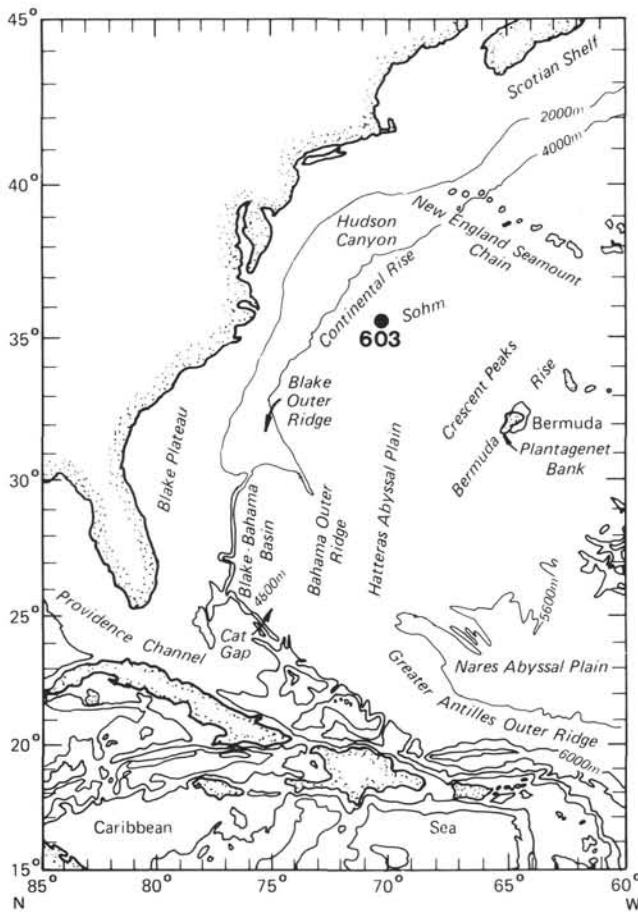 45°
Scotian Shelf
2000m
4000m
40°
Hudson
Canyon
New England Seamount
Chain
Continental Rise
Sohm
35°
603
Blake
Outer
Ridge
Crescent Peaks
Bermuda
Rise
Bermuda
Plantagenet
Bank
Blake Plateau
30°
Blake-Bahama
Basin
Bahama Outer
Ridge
Hatteras Abyssal Plain
25°
4600m
5600m
Providence Channel
Cat
Gap
Nares Abyssal Plain
Greater Antilles Outer Ridge
20°
6000m
Caribbean
Sea
15°
85°
80°
75°
70°
65°
60°
N
W